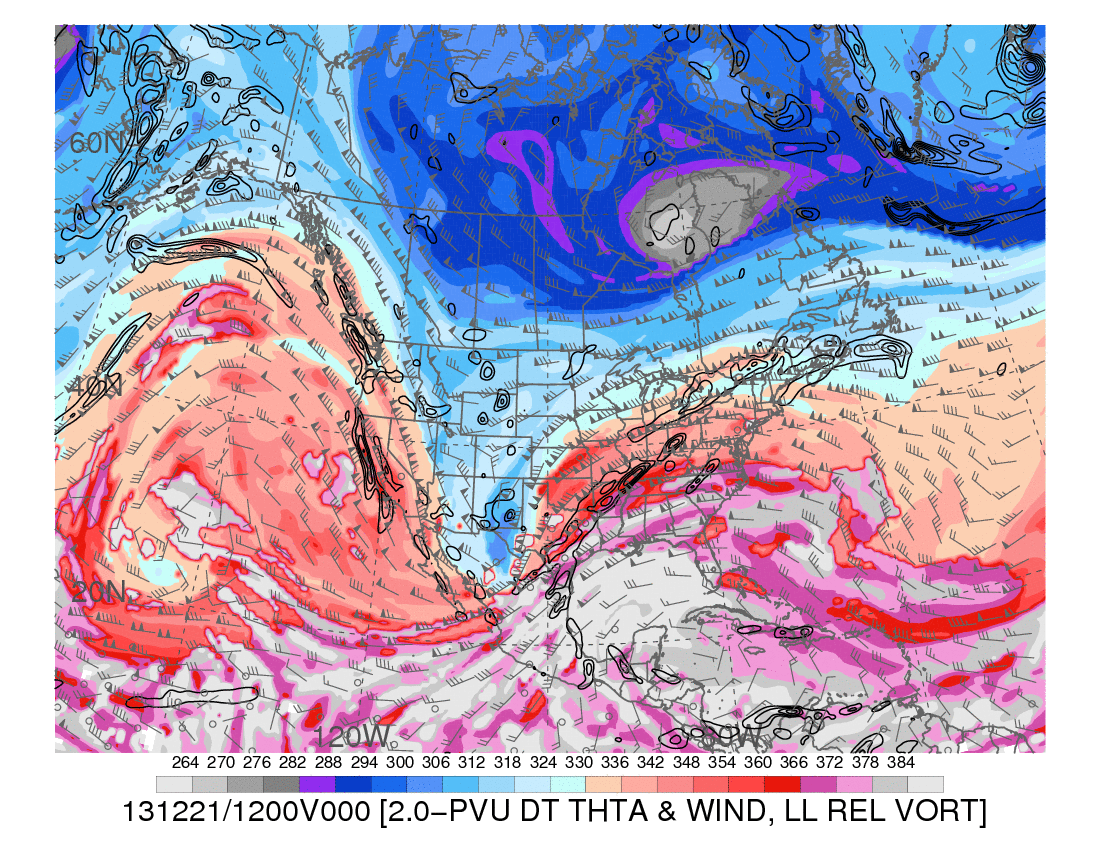 60N
40N
20N
120W
264 270 276 282 288 294 300 306 312 318 324 330 336 342 348 354 360 366 372 378 384
131221/1200V000 [2.0−PVU DT THTA & WIND, LL REL VORT]